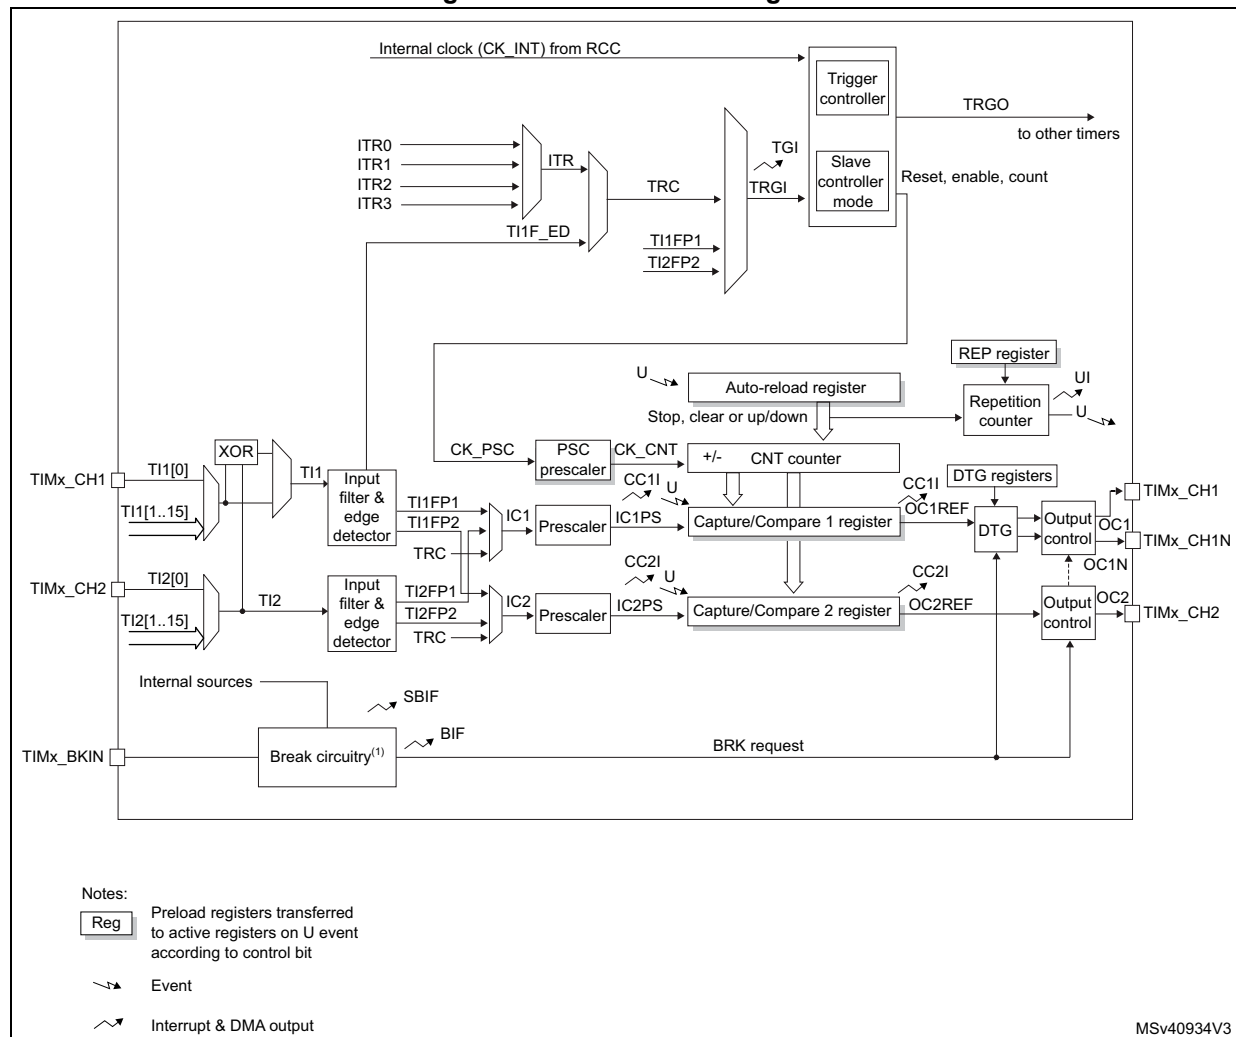 Internal clock (CK_INT) from RCC
Trigger
controller
TRGO
to other timers
ITR0
ITR1
ITR2
ITR3
ITR
TI1F_ED
TRC
TGI
TRGI
TI1FP1
TI2FP2
Slave
controller
mode
Reset, enable, count
REP register
U
Auto-reload register
Stop, clear or up/down
Repetition
counter
UI
U
CK_PSC
PSC
prescaler
CK_CNT
+/-
CNT counter
TIMx_CH1
TI1[0]
TI1[1..15]
XOR
TI1
Input
filter &
edge
detector
TI1FP1
TI1FP2
TRC
IC1
Prescaler
IC1PS
CC1I
U
Capture/Compare 1 register
CC1I
OC1REF
DTG registers
DTG
Output
control
OC1
TIMx_CH1
TIMx_CH1N
OC1N
TIMx_CH2
TI2[0]
TI2[1..15]
TI2
Input
filter &
edge
detector
TI2FP1
TI2FP2
TRC
IC2
Prescaler
IC2PS
CC2I
U
Capture/Compare 2 register
CC2I
OC2REF
Output
control
OC2
TIMx_CH2
Internal sources
SBIF
TIMx_BKIN
Break circuitry(1)
BIF
BRK request
Notes:
Reg
Preload registers transferred
to active registers on U event
according to control bit
Event
Interrupt & DMA output
MSv40934V3